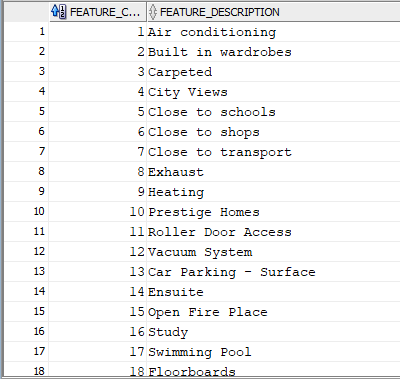 FEATURE_C... FEATURE_DESCRIPTION
1 1 Air conditioning
2 2 Built in wardrobes
3 3 Carpeted
4 4 City Views
5 5 Close to schools
6 6 Close to shops
7 7 Close to transport
8 8 Exhaust
9 9 Heating
10 10 Prestige Homes
11 11 Roller Door Access
12 12 Vacuum System
13 13 Car Parking - Surface
14 14 Ensuite
15 15 Open Fire Place
16 16 Study
17 17 Swimming Pool
18 18 Floorboards